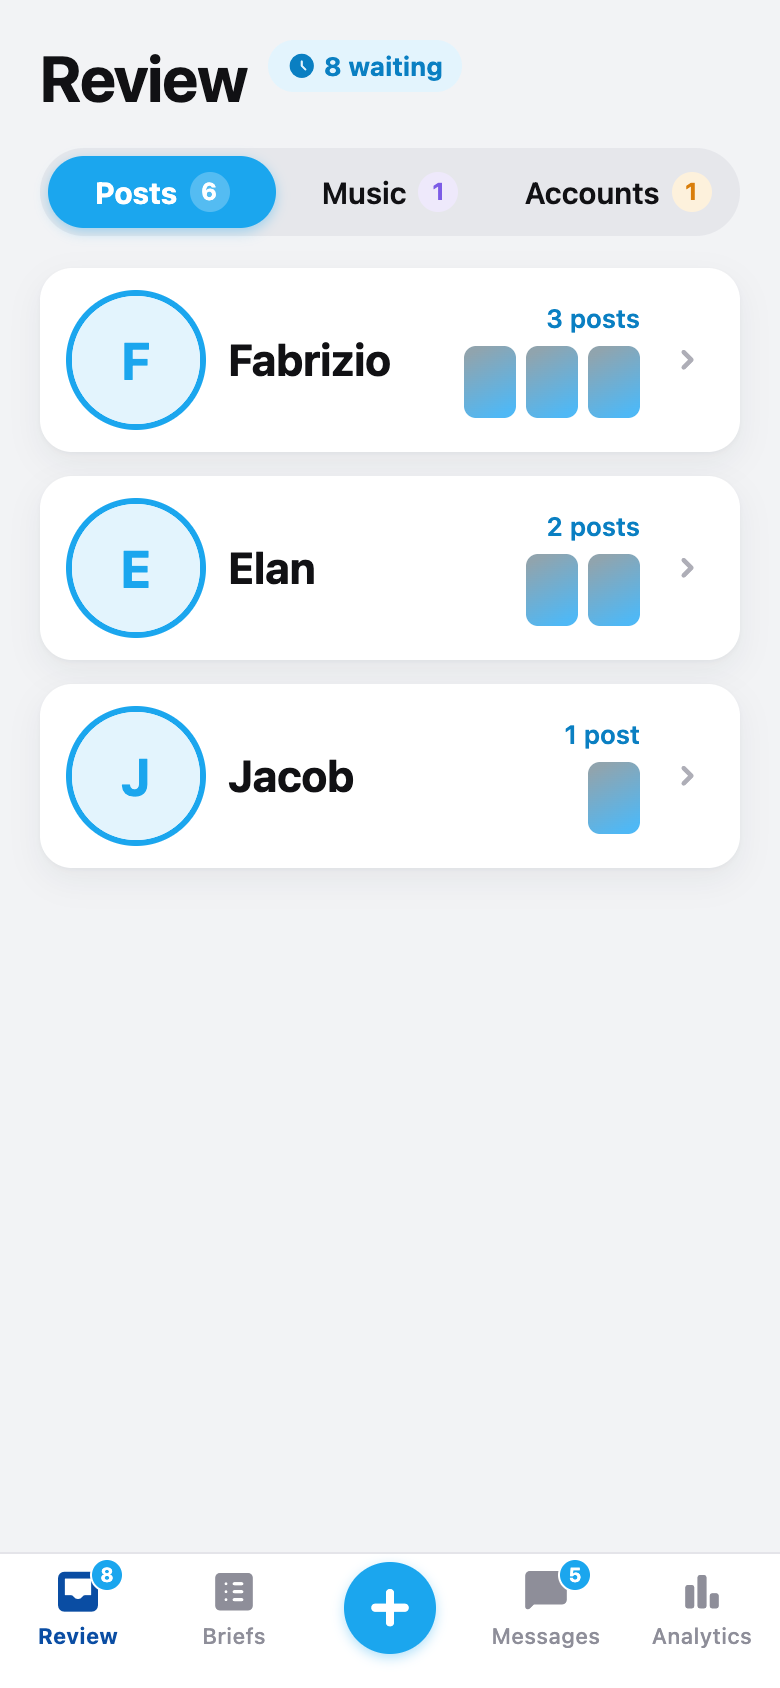 Review
8 waiting
Posts 6
Music 1
Accounts 1
F
Fabrizio
3 posts
E
Elan
2 posts
J
Jacob
1 post
8
Review
Briefs
5
Messages
Analytics